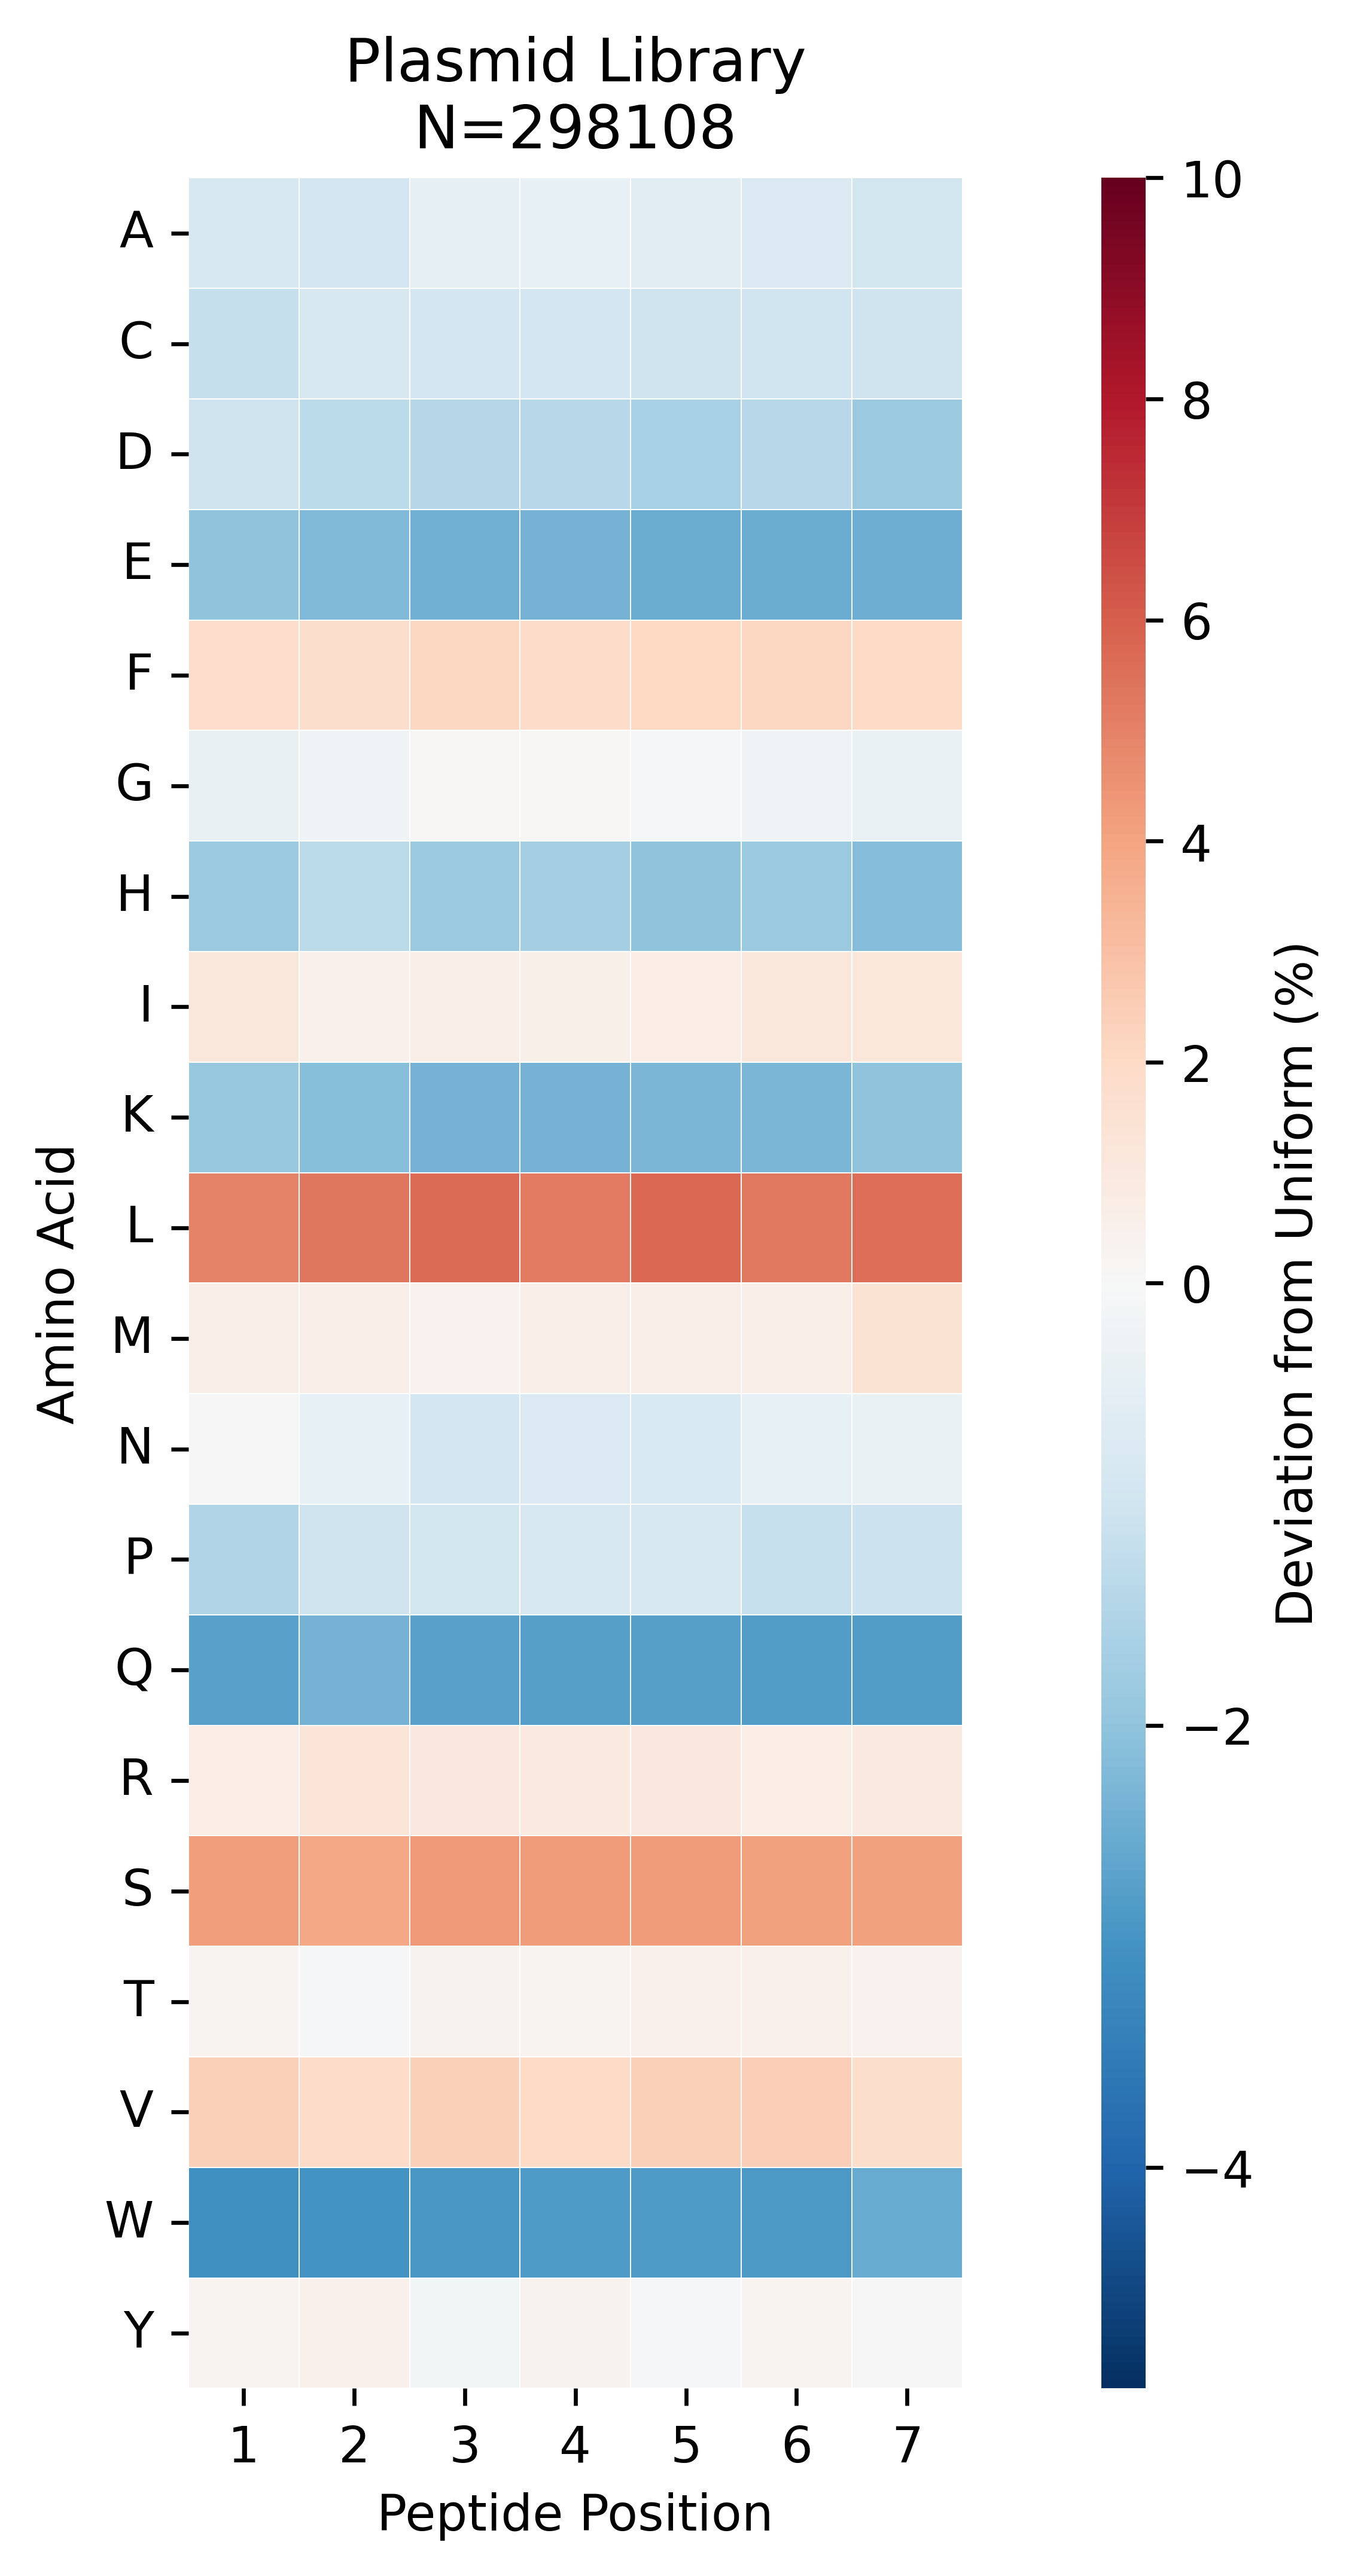 Plasmid Library
N=298108
A
C
D
E
F
G
H
I
K
L
M
N
P
Q
R
S
T
V
W
Y
Amino Acid
1 2 3 4 5 6 7
Peptide Position
10
8
6
4
2
0
−2
−4
Deviation from Uniform (%)